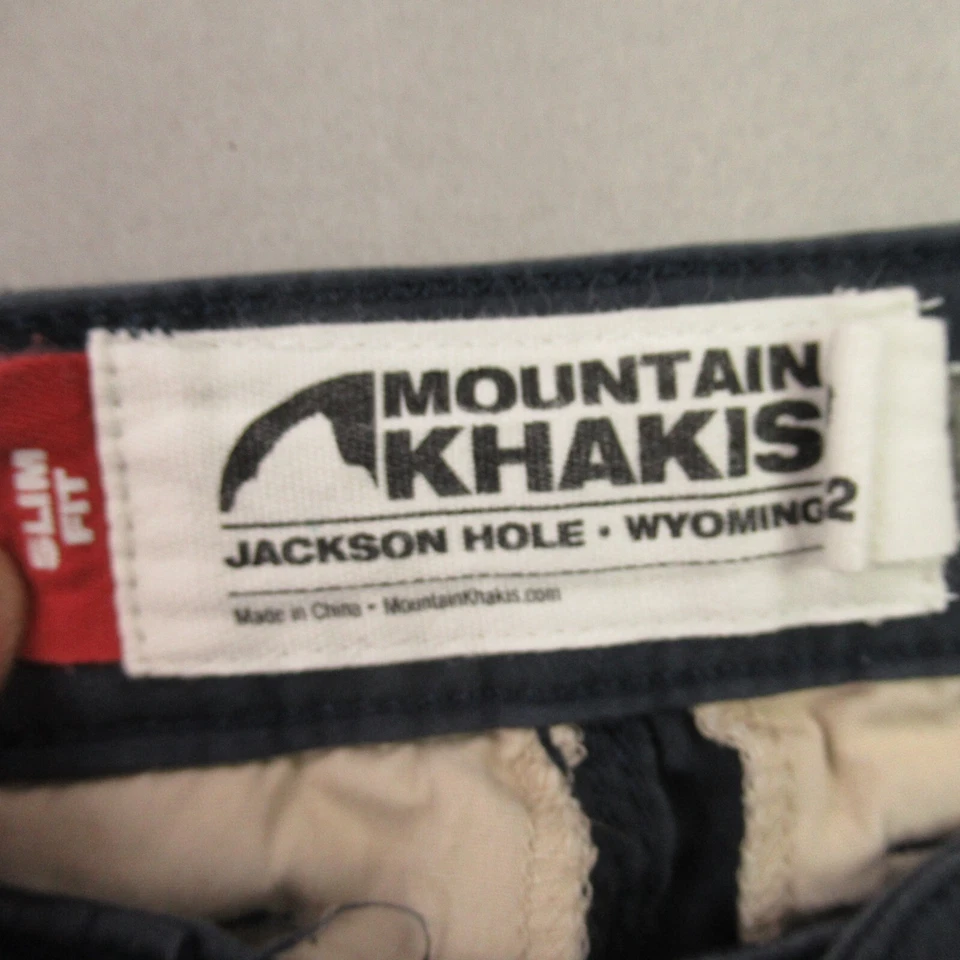 SLIM
FIT
MOUNTAIN
KHAKIS
JACKSON HOLE • WYOMING
2
Made in China • MountainKhakis.com